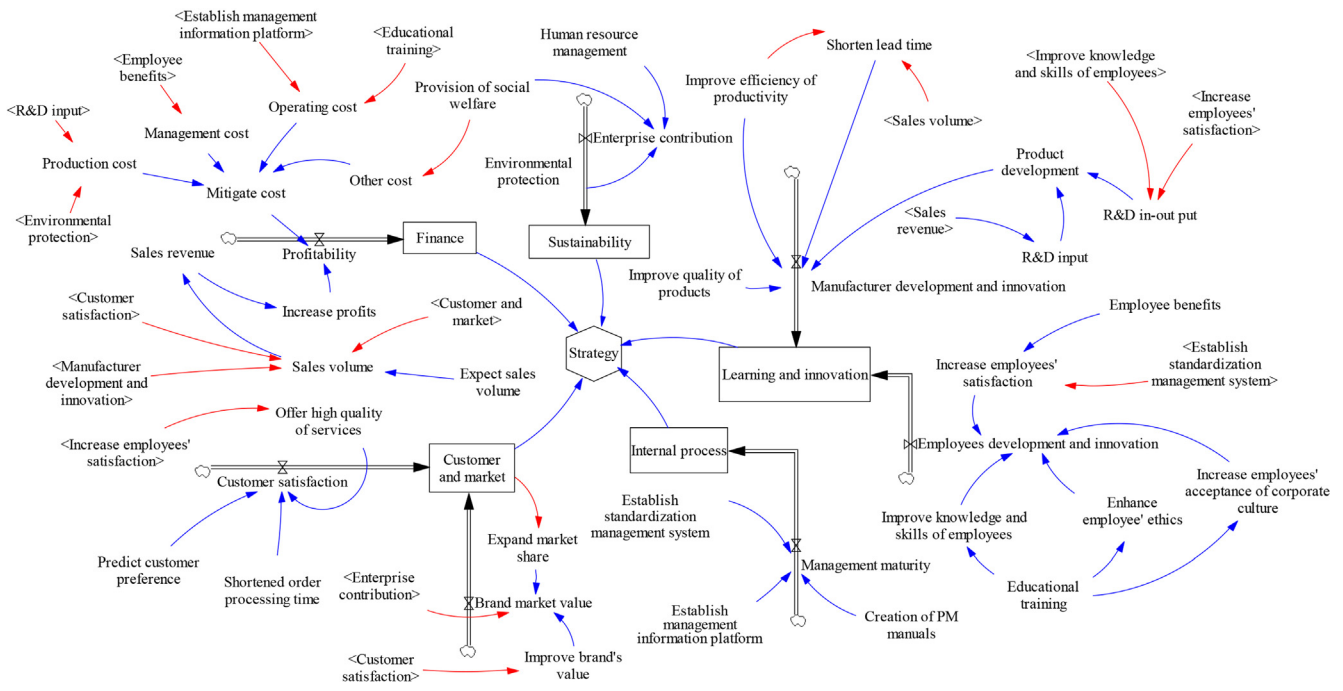 <Establish management
information platform>
<Employee
benefits>
<Educational
training>
Human resource
management
Shorten lead time
<R&D input>
Operating cost
Provision of social
welfare
Improve efficiency of
productivity
<Improve knowledge
and skills of employees>
<Increase
employees'
satisfaction>
Management cost
<Sales volume>
Enterprise contribution
Production cost
Mitigate cost
Other cost
Environmental
protection
Product
development
<Environmental
protection>
R&D in-out put
<Sales
revenue>
R&D input
Sales revenue
Profitability
Finance
Sustainability
Improve quality of
products
Manufacturer development and innovation
<Customer
satisfaction>
Increase profits
<Customer and
market>
Employee benefits
<Manufacturer
development and
innovation>
Sales volume
Expect sales
volume
Strategy
Learning and innovation
Increase employees'
satisfaction
<Establish
standardization
management system>
Offer high quality
of services
<Increase employees'
satisfaction>
Customer satisfaction
Customer
and market
Internal process
Employees development and innovation
Predict customer
preference
Shortened order
processing time
Expand market
share
Establish
standardization
management system
Improve knowledge and
skills of employees
Enhance
employee' ethics
Increase employees'
acceptance of corporate
culture
<Enterprise
contribution>
Brand market value
Management maturity
Educational
training
Establish
management
information platform
Creation of PM
manuals
<Customer
satisfaction>
Improve brand's
value